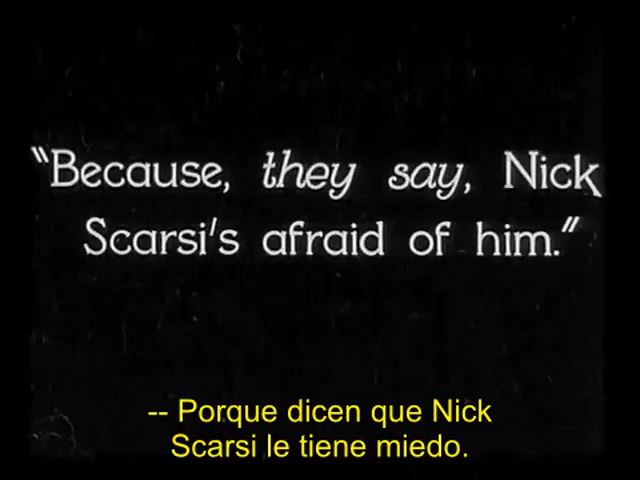 "Because, they say, Nick
Scarsi's afraid of him."
-- Porque dicen que Nick
Scarsi le tiene miedo.